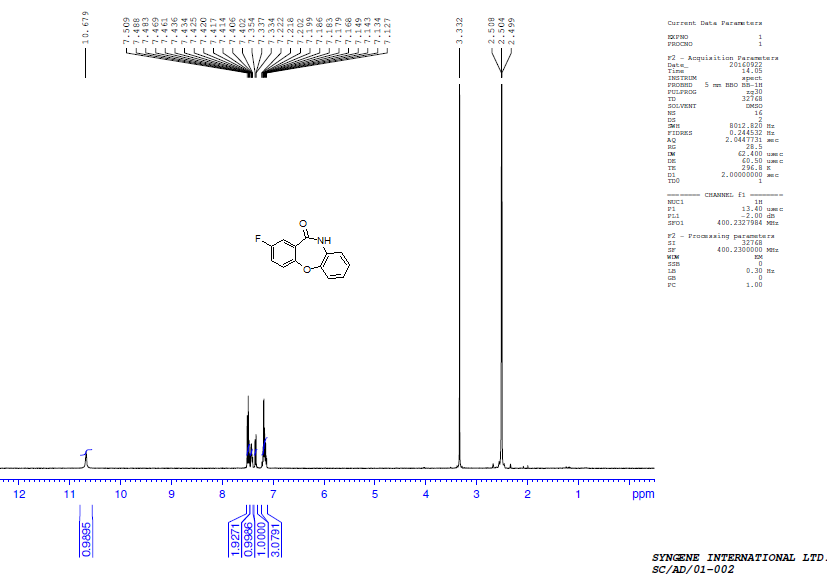 10.679
7.509
7.488
7.483
7.469
7.461
7.436
7.434
7.425
7.420
7.417
7.414
7.406
7.402
7.354
7.337
7.334
7.222
7.218
7.202
7.199
7.186
7.183
7.179
7.168
7.149
7.143
7.134
7.127
3.332
2.508
2.504
2.499
Current Data Parameters
EXPNO 1
PROCNO 1
F2 - Acquisition Parameters
Date_ 20160922
Time 14.05
INSTRUM spect
PROBHD 5 mm BBO BB-1H
PULPROG zg30
TD 32768
SOLVENT DMSO
NS 16
DS 2
SWH 8012.820 Hz
FIDRES 0.244532 Hz
AQ 2.0447731 sec
RG 28.5
DW 62.400 usec
DE 60.50 usec
TE 296.8 K
D1 2.00000000 sec
TD0 1
======== CHANNEL f1 ========
NUC1 1H
P1 13.40 usec
PL1 -2.00 dB
SFO1 400.2327984 MHz
F2 - Processing parameters
SI 32768
SF 400.2300000 MHz
WDW EM
SSB 0
LB 0.30 Hz
GB 0
PC 1.00
O
F
NH
O
12 11 10 9 8 7 6 5 4 3 2 1 ppm
0.9895
1.9271
0.9986
1.0000
3.0791
SYNGENE INTERNATIONAL LTD.
SC/AD/01-002